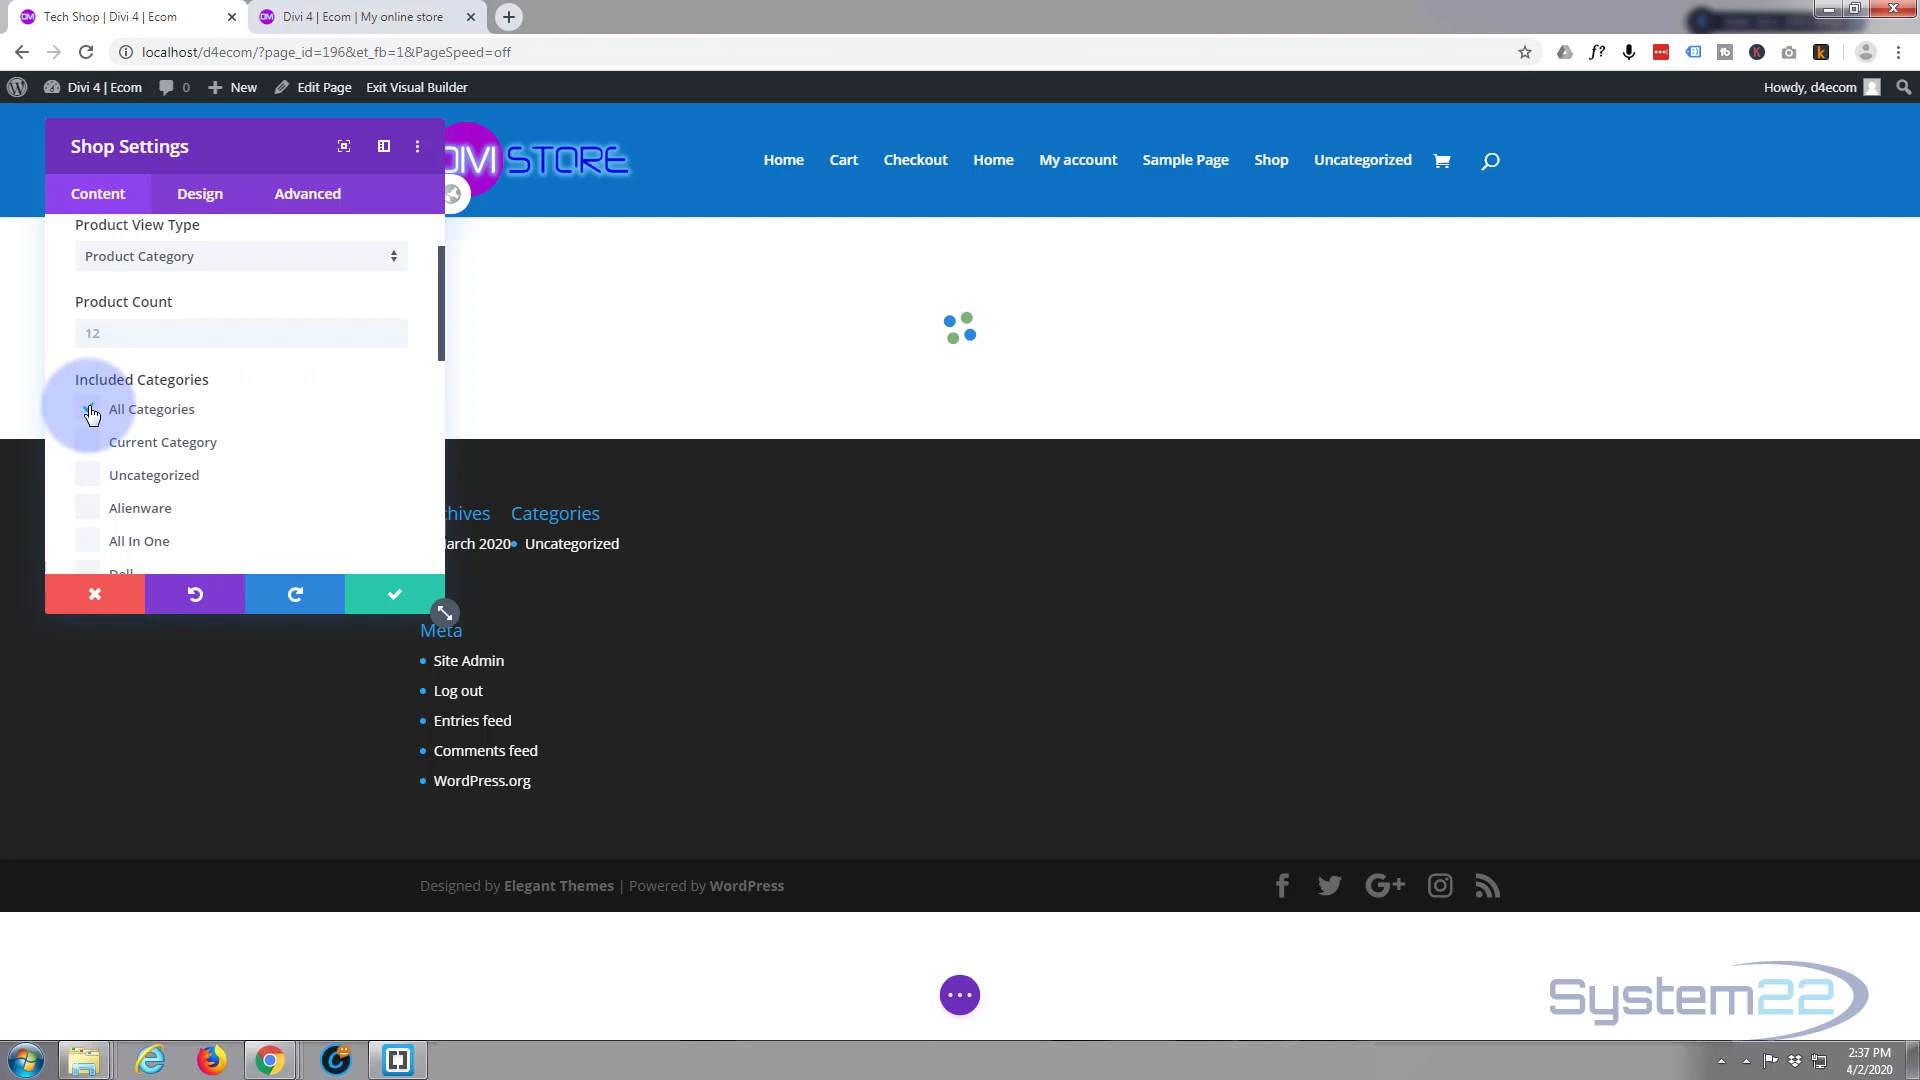 Tech Shop | Divi 4 | Ecom
Divi 4 | Ecom | My online store
localhost/d4ecom/?page_id=196&et_fb=1&PageSpeed=off
Divi 4 | Ecom
0
New
Edit Page
Exit Visual Builder
Howdy, d4ecom
Shop Settings
DIVI STORE
Home
Cart
Checkout
Home
My account
Sample Page
Shop
Uncategorized
Content
Design
Advanced
Product View Type
Product Category
Product Count
12
Included Categories
All Categories
Current Category
Uncategorized
Alienware
All In One
Dell
chives
Categories
arch 2020
Uncategorized
Meta
Site Admin
Log out
Entries feed
Comments feed
WordPress.org
Designed by Elegant Themes | Powered by WordPress
System22
2:37 PM
4/2/2020